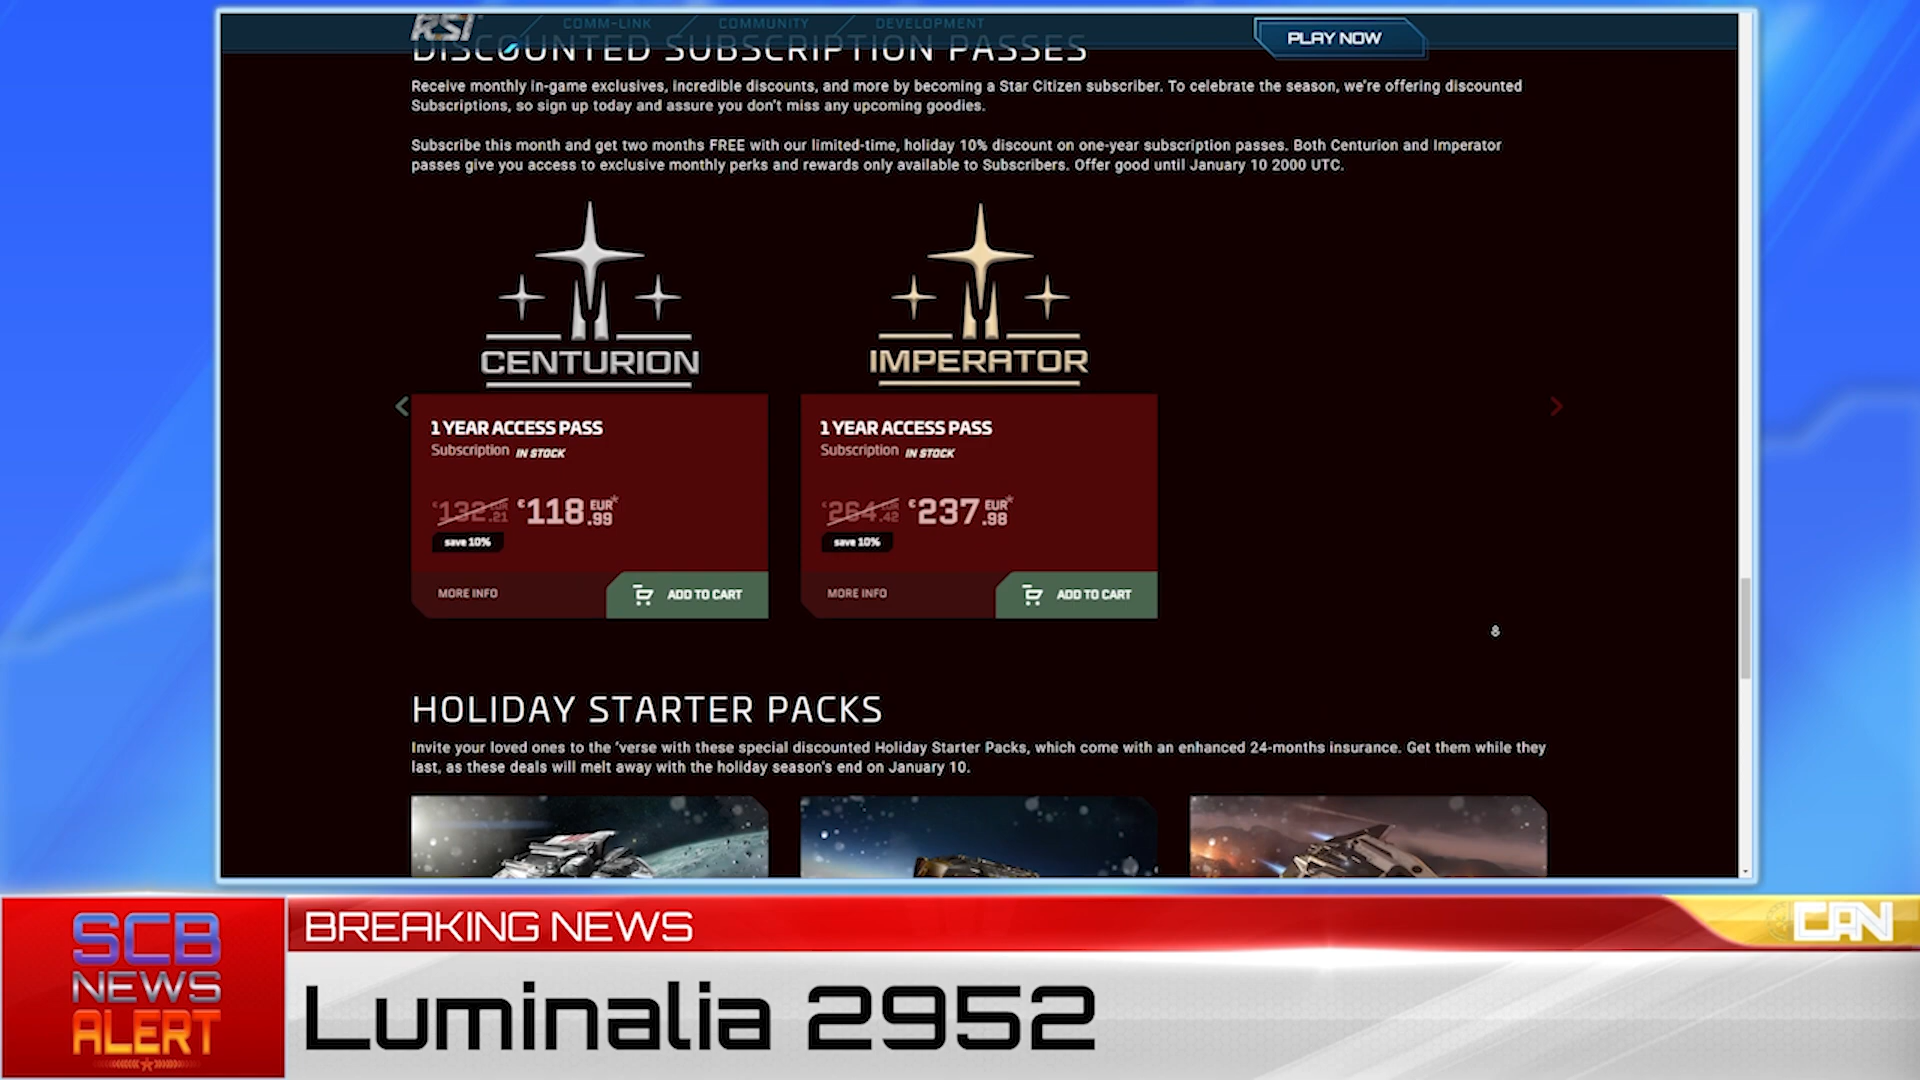 RSI
COMM-LINK
COMMUNITY
DEVELOPMENT
PLAY NOW
DISCOUNTED SUBSCRIPTION PASSES
Receive monthly in-game exclusives, incredible discounts, and more by becoming a Star Citizen subscriber. To celebrate the season, we're offering discounted
Subscriptions, so sign up today and assure you don't miss any upcoming goodies.
Subscribe this month and get two months FREE with our limited-time, holiday 10% discount on one-year subscription passes. Both Centurion and Imperator
passes give you access to exclusive monthly perks and rewards only available to Subscribers. Offer good until January 10 2000 UTC.
CENTURION
1 YEAR ACCESS PASS
Subscription IN STOCK
€132.21 EUR €118.99 EUR*
save 10%
MORE INFO
ADD TO CART
IMPERATOR
1 YEAR ACCESS PASS
Subscription IN STOCK
€264.42 EUR €237.98 EUR*
save 10%
MORE INFO
ADD TO CART
HOLIDAY STARTER PACKS
Invite your loved ones to the 'verse with these special discounted Holiday Starter Packs, which come with an enhanced 24-months insurance. Get them while they
last, as these deals will melt away with the holiday season's end on January 10.
SCB
NEWS
ALERT
BREAKING NEWS
CAN
Luminalia 2952